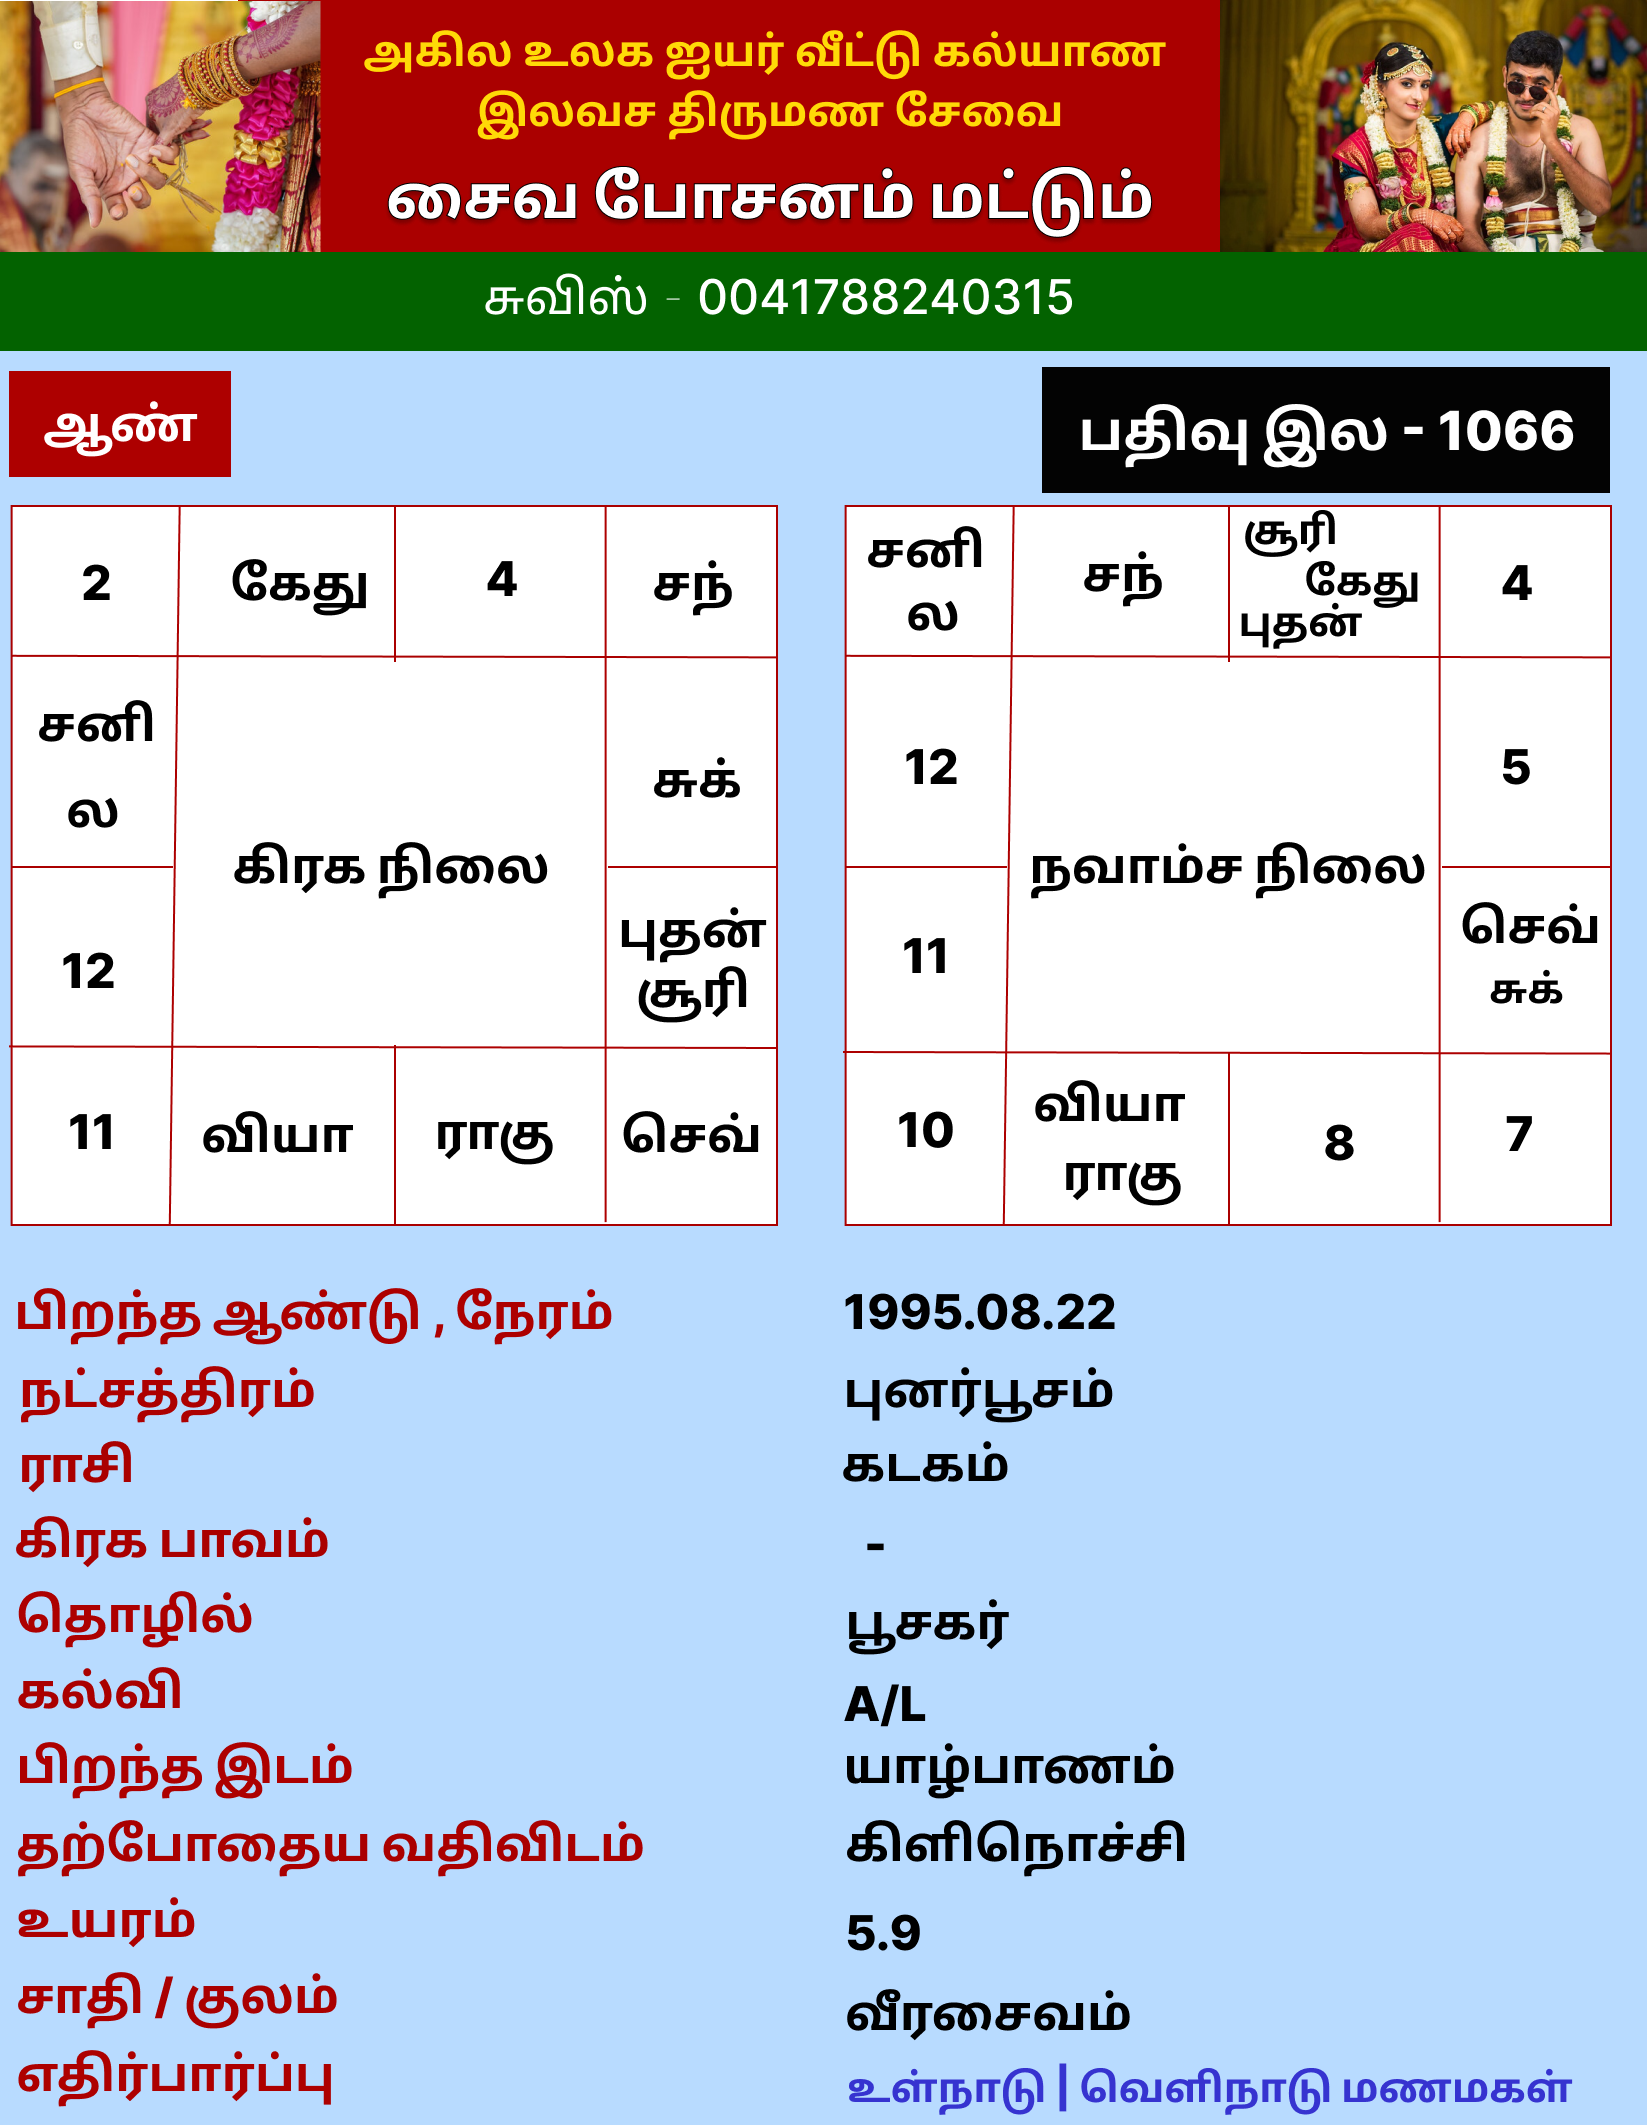 அகில உலக ஐயர் வீட்டு கல்யாண
இலவச திருமண சேவை
சைவ போசனம் மட்டும்
சுவிஸ் - 0041788240315
ஆண்
பதிவு இல - 1066
2 கேது 4 சந்
சனி
ல
சுக்
கிரக நிலை
12
புதன்
சூரி
11 வியா ராகு செவ்
சனி
ல
சந்
சூரி
கேது
புதன்
4
12
5
நவாம்ச நிலை
11
செவ்
சுக்
10
வியா
ராகு
8
7
பிறந்த ஆண்டு , நேரம் 1995.08.22
நட்சத்திரம் புனர்பூசம்
ராசி கடகம்
கிரக பாவம் -
தொழில் பூசகர்
கல்வி A/L
பிறந்த இடம் யாழ்பாணம்
தற்போதைய வதிவிடம் கிளிநொச்சி
உயரம் 5.9
சாதி / குலம் வீரசைவம்
எதிர்பார்ப்பு உள்நாடு | வெளிநாடு மணமகள்